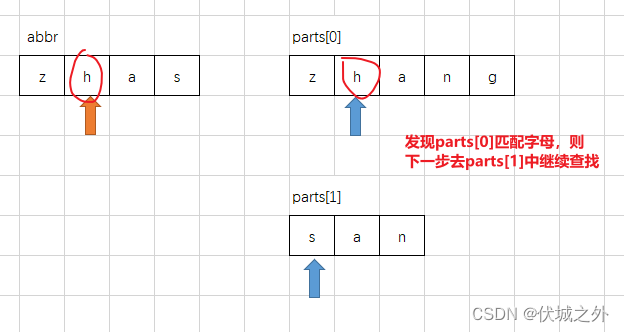 abbr
z h a s
parts[0]
z h a n g
发现parts[0]匹配字母，则
下一步去parts[1]中继续查找
parts[1]
s a n
CSDN @伏城之外